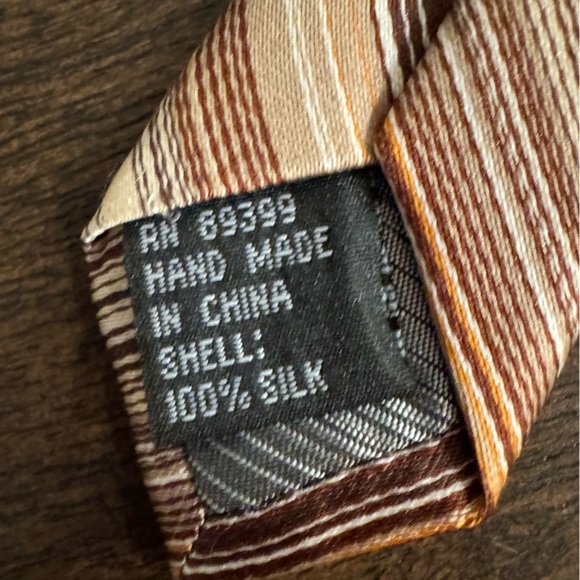 RN 69399
HAND MADE
IN CHINA
SHELL:
100% SILK